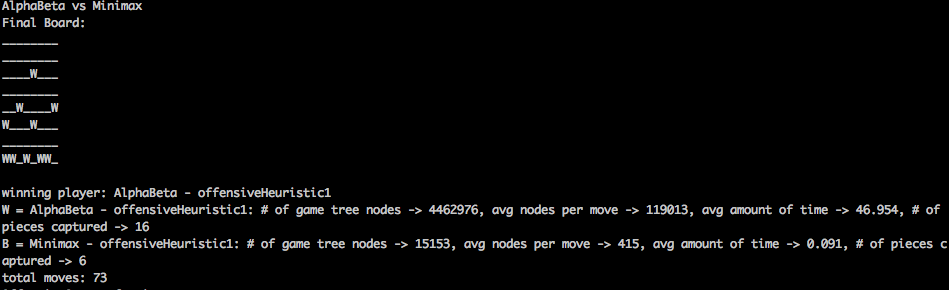 AlphaBeta vs Minimax
Final Board:
________
________
____W___
________
__W____W
W___W___
________
WW_W_WW_
winning player: AlphaBeta - offensiveHeuristic1
W = AlphaBeta - offensiveHeuristic1: # of game tree nodes -> 4462976, avg nodes per move -> 119013, avg amount of time -> 46.954, # of
pieces captured -> 16
B = Minimax - offensiveHeuristic1: # of game tree nodes -> 15153, avg nodes per move -> 415, avg amount of time -> 0.091, # of pieces c
aptured -> 6
total moves: 73